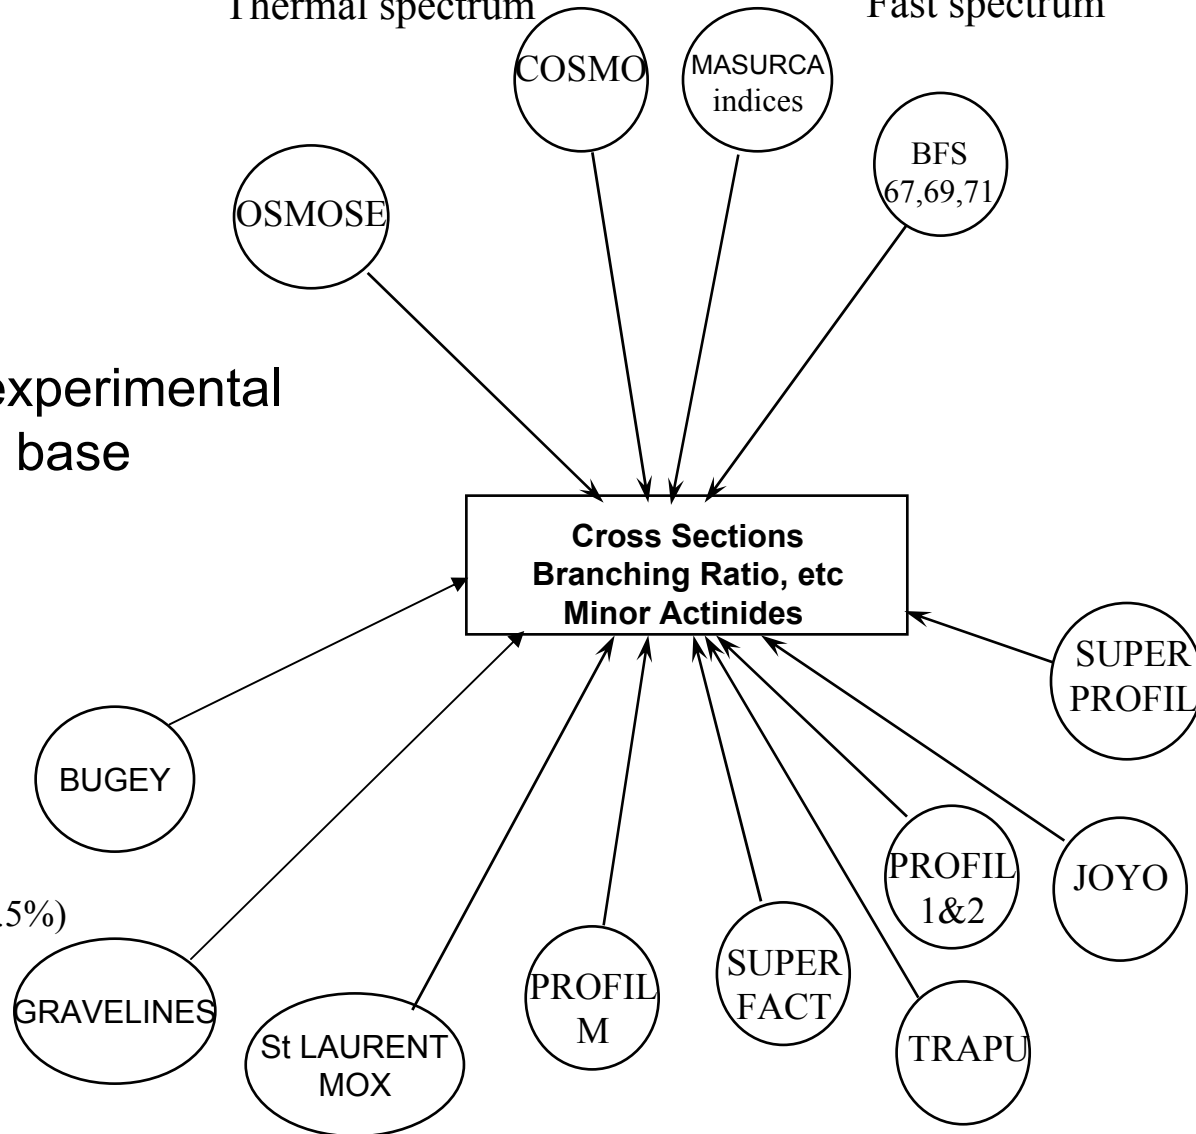 Thermal spectrum
Fast spectrum
COSMO
MASURCA
indices
BFS
67,69,71
OSMOSE
experimental
base
Cross Sections
Branching Ratio, etc
Minor Actinides
SUPER
PROFIL
BUGEY
PROFIL
1&2
JOYO
.5%)
GRAVELINES
St LAURENT
MOX
PROFIL
M
SUPER
FACT
TRAPU